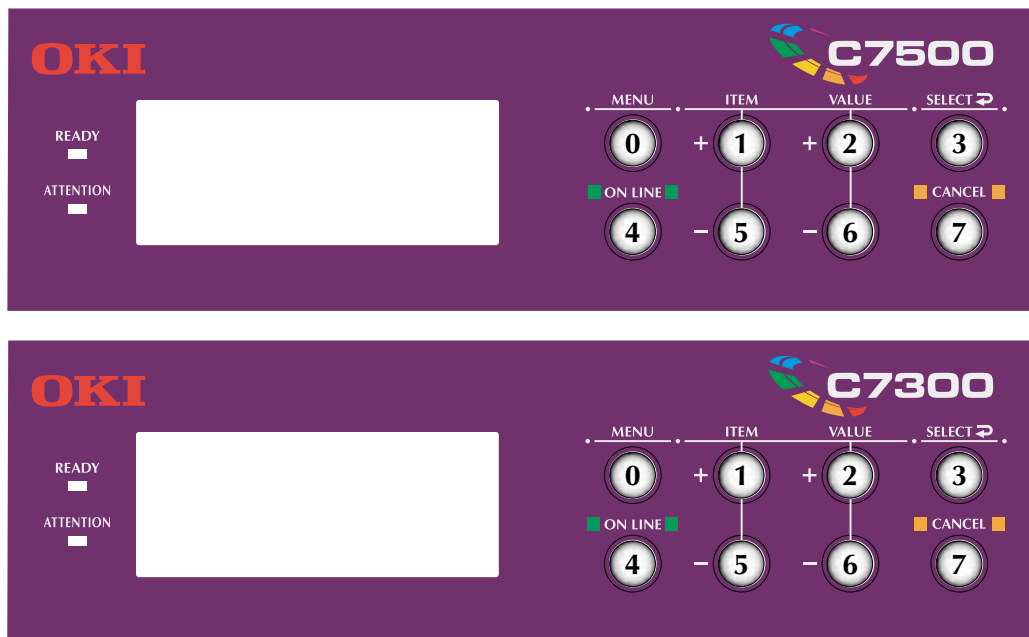 OKI
C7500
MENU ITEM VALUE SELECT
READY
0 + 1 + 2 3
ATTENTION
ON LINE CANCEL
4 - 5 - 6 7
OKI
C7300
MENU ITEM VALUE SELECT
READY
0 + 1 + 2 3
ATTENTION
ON LINE CANCEL
4 - 5 - 6 7